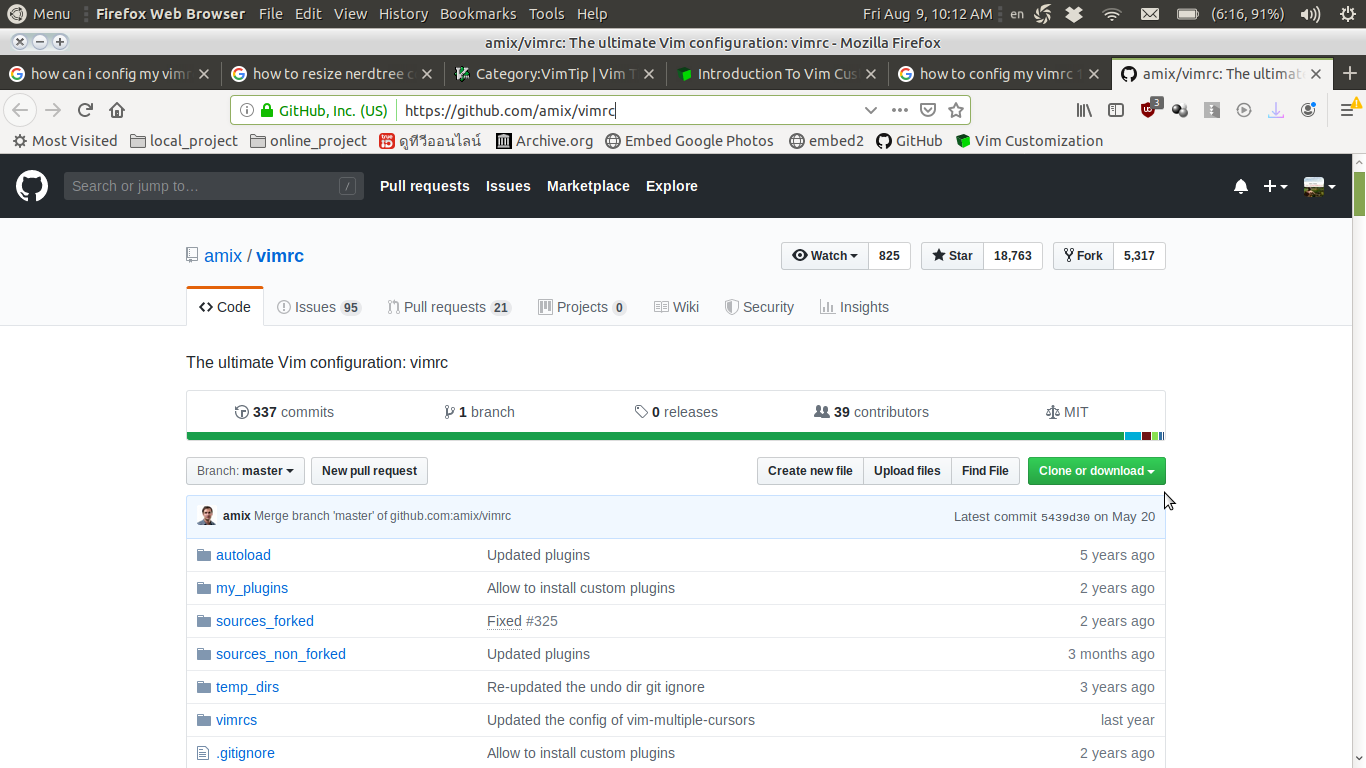 Menu Firefox Web Browser File Edit View History Bookmarks Tools Help Fri Aug 9, 10:12 AM en (6:16, 91%)
amix/vimrc: The ultimate Vim configuration: vimrc - Mozilla Firefox
how can i config my vimr how to resize nerdtree c Category:VimTip | Vim T Introduction To Vim Cus how to config my vimrc amix/vimrc: The ultimate
GitHub, Inc. (US) https://github.com/amix/vimrc 3
Most Visited local_project online_project ดูทีวีออนไลน์ Archive.org Embed Google Photos embed2 GitHub Vim Customization
Search or jump to… / Pull requests Issues Marketplace Explore
amix / vimrc Watch 825 Star 18,763 Fork 5,317
Code Issues 95 Pull requests 21 Projects 0 Wiki Security Insights
The ultimate Vim configuration: vimrc
337 commits 1 branch 0 releases 39 contributors MIT
Branch: master New pull request Create new file Upload files Find File Clone or download
amix Merge branch 'master' of github.com:amix/vimrc Latest commit 5439d30 on May 20
autoload Updated plugins 5 years ago
my_plugins Allow to install custom plugins 2 years ago
sources_forked Fixed #325 2 years ago
sources_non_forked Updated plugins 3 months ago
temp_dirs Re-updated the undo dir git ignore 3 years ago
vimrcs Updated the config of vim-multiple-cursors last year
.gitignore Allow to install custom plugins 2 years ago